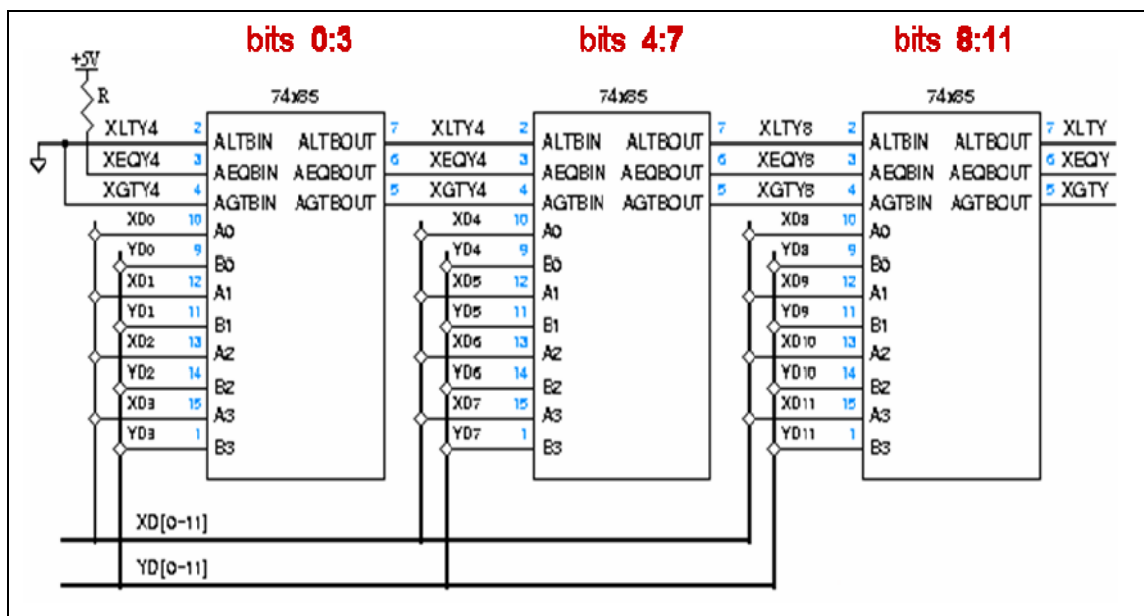 bits 0:3
bits 4:7
bits 8:11
+5V
R
74x85
74x85
74x85
XLTY4 2 ALTBIN ALTBOUT 7 XLTY4 2 ALTBIN ALTBOUT 7 XLTY8 2 ALTBIN ALTBOUT 7 XLTY
XEQY4 3 AEQBIN AEQBOUT 6 XEQY4 3 AEQBIN AEQBOUT 6 XEQY8 3 AEQBIN AEQBOUT 6 XEQY
XGTY4 4 AGTBIN AGTBOUT 5 XGTY4 4 AGTBIN AGTBOUT 5 XGTY8 4 AGTBIN AGTBOUT 5 XGTY
XD0 10 A0 XD4 10 A0 XD8 10 A0
YD0 9 B0 YD4 9 B0 YD8 9 B0
XD1 12 A1 XD5 12 A1 XD9 12 A1
YD1 11 B1 YD5 11 B1 YD9 11 B1
XD2 13 A2 XD6 13 A2 XD10 13 A2
YD2 14 B2 YD6 14 B2 YD10 14 B2
XD3 15 A3 XD7 15 A3 XD11 15 A3
YD3 1 B3 YD7 1 B3 YD11 1 B3
XD[0-11]
YD[0-11]